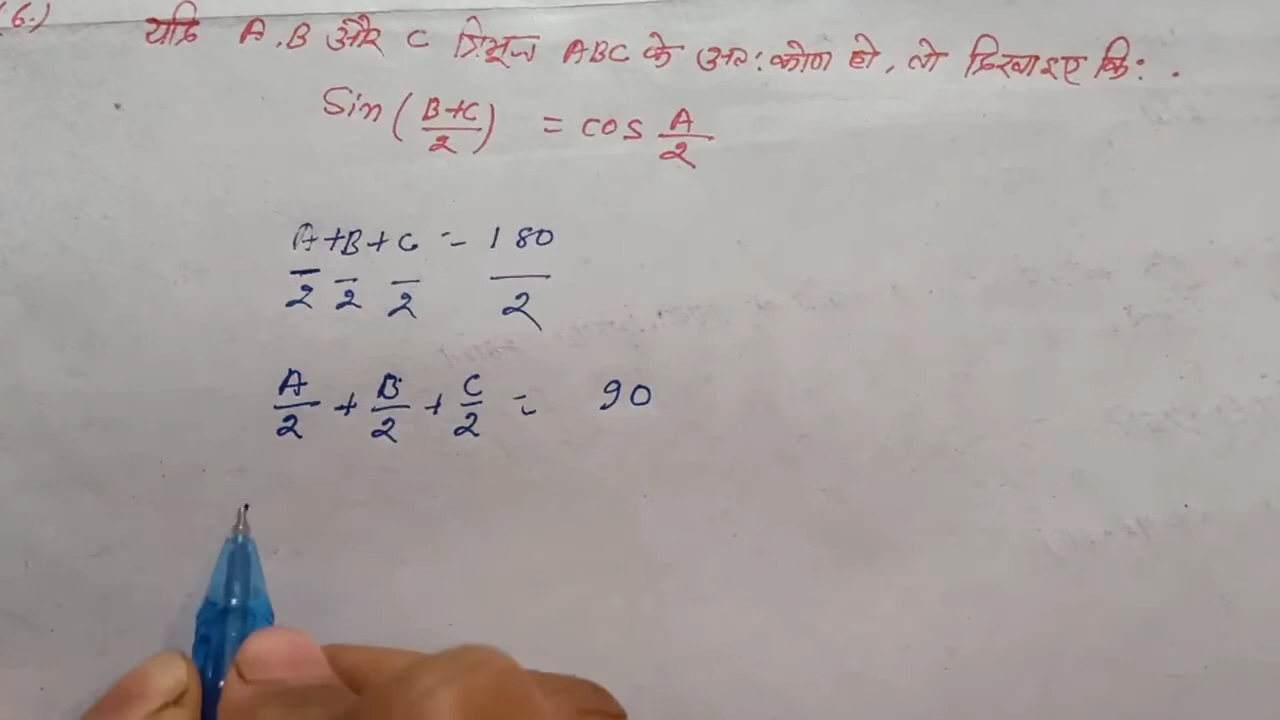 (6.) यदि A, B और C त्रिभुज ABC के अंत:कोण हो, तो दिखाइए कि: .
Sin (B+C/2) = cos A/2
A/2 + B/2 + C/2 = 180/2
A/2 + B/2 + C/2 = 90